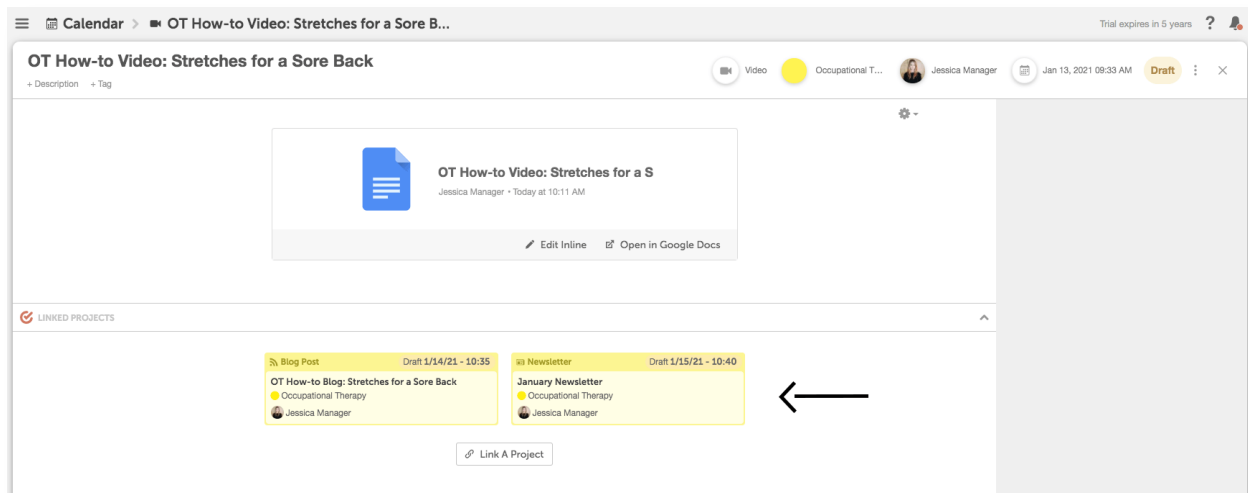 Calendar > OT How-to Video: Stretches for a Sore B...
Trial expires in 5 years ?
OT How-to Video: Stretches for a Sore Back
+ Description + Tag
Video
Occupational T...
Jessica Manager
Jan 13, 2021 09:33 AM
Draft
OT How-to Video: Stretches for a S
Jessica Manager • Today at 10:11 AM
Edit Inline
Open in Google Docs
LINKED PROJECTS
Blog Post Draft 1/14/21 - 10:35
OT How-to Blog: Stretches for a Sore Back
Occupational Therapy
Jessica Manager
Newsletter Draft 1/15/21 - 10:40
January Newsletter
Occupational Therapy
Jessica Manager
Link A Project